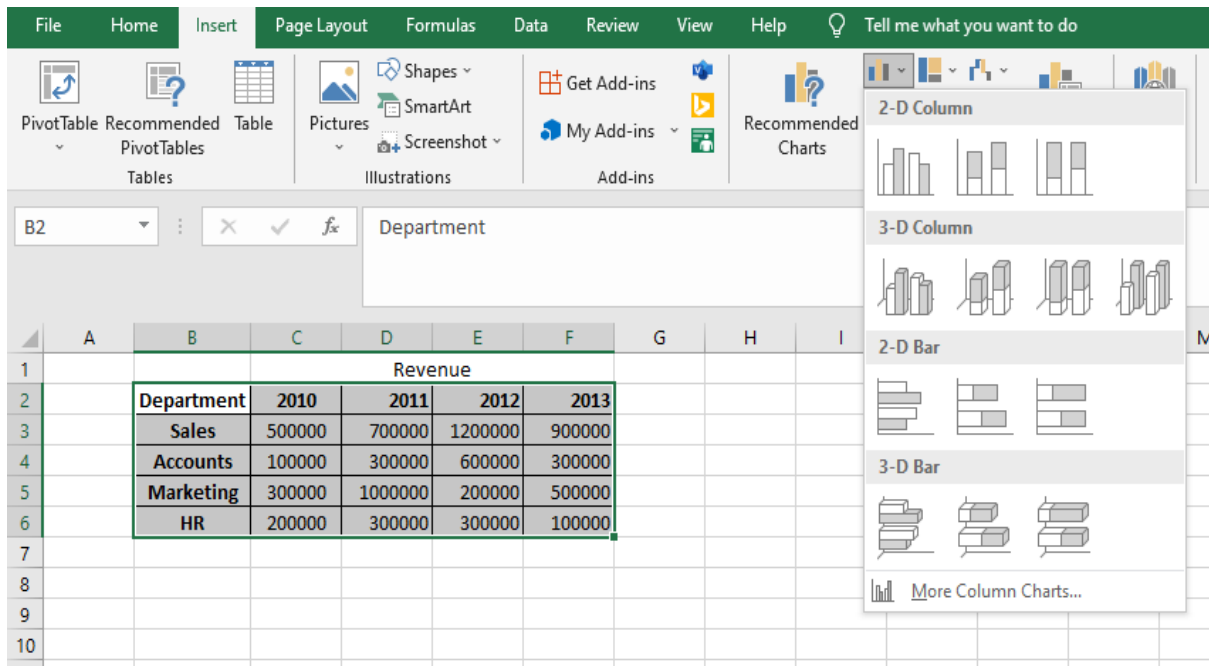 File Home Insert Page Layout Formulas Data Review View Help Tell me what you want to do
PivotTable Recommended PivotTables Table
Tables
Pictures
Shapes
SmartArt
Screenshot
Illustrations
Get Add-ins
My Add-ins
Add-ins
Recommended Charts
B2 fx Department
A B C D E F G H I M
1 Revenue
2 Department 2010 2011 2012 2013
3 Sales 500000 700000 1200000 900000
4 Accounts 100000 300000 600000 300000
5 Marketing 300000 1000000 200000 500000
6 HR 200000 300000 300000 100000
7
8
9
10
2-D Column
3-D Column
2-D Bar
3-D Bar
More Column Charts...